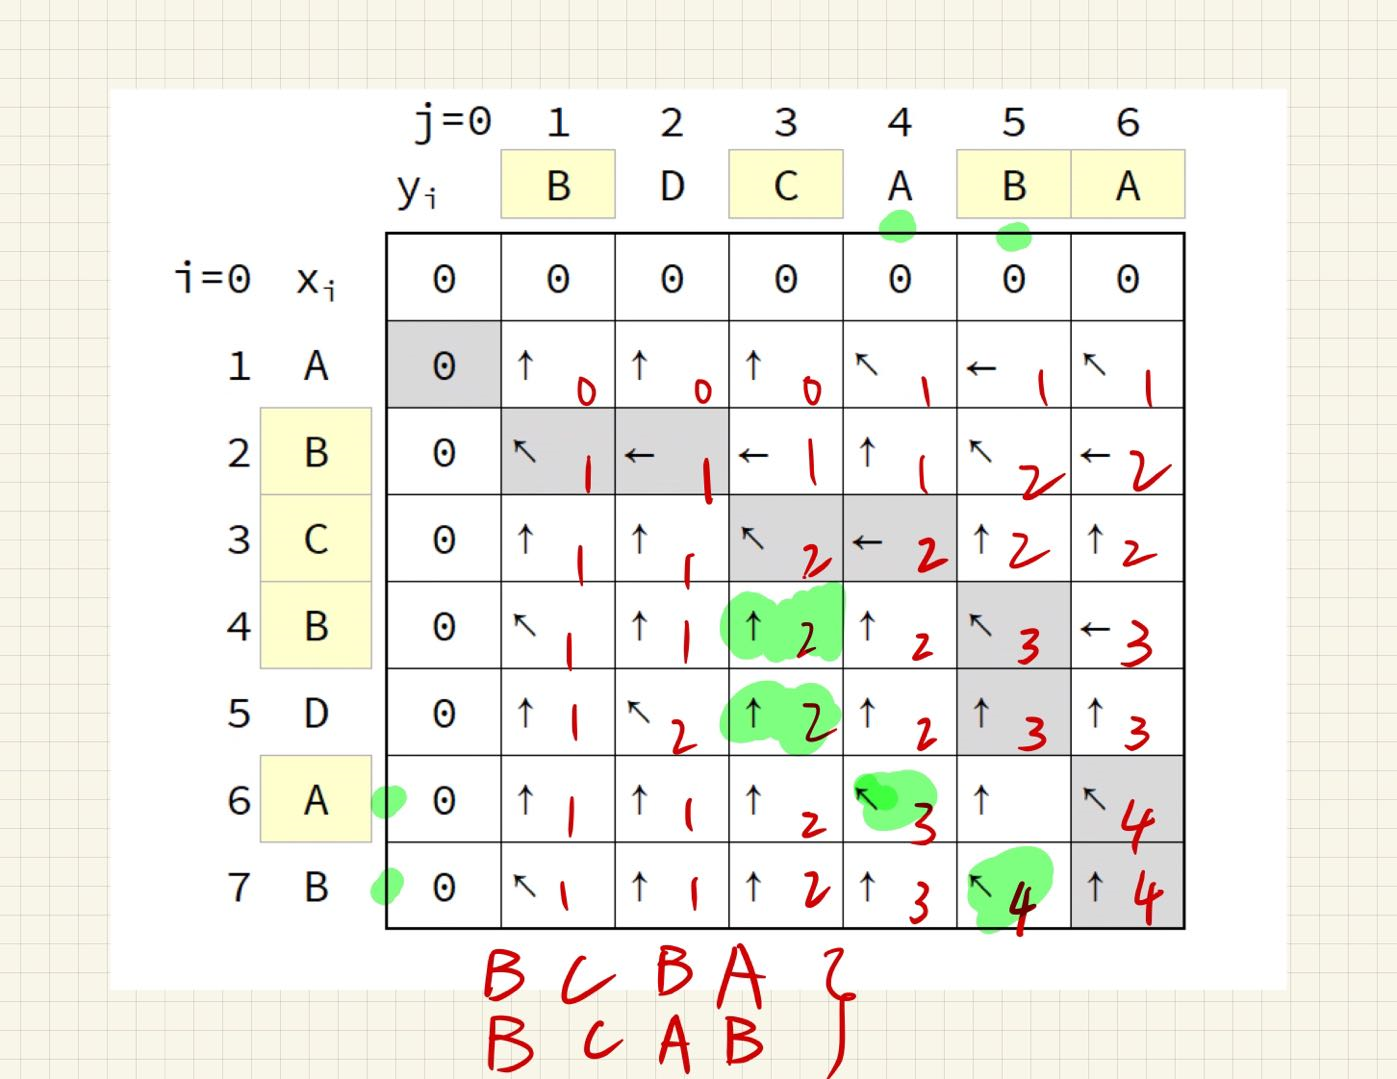 j=0 1 2 3 4 5 6
yᵢ B D C A B A
i=0 xᵢ 0 0 0 0 0 0 0
1 A 0 ↑ 0 ↑ 0 ↑ 0 ↖ 1 ← 1 ↖ 1
2 B 0 ↖ 1 ← 1 ← 1 ↑ 1 ↖ 2 ← 2
3 C 0 ↑ 1 ↑ 1 ↖ 2 ← 2 ↑ 2 ↑ 2
4 B 0 ↖ 1 ↑ 1 ↑ 2 ↑ 2 ↖ 3 ← 3
5 D 0 ↑ 1 ↖ 2 ↑ 2 ↑ 2 ↑ 3 ↑ 3
6 A 0 ↑ 1 ↑ 1 ↑ 2 ↖ 3 ↑ ↖ 4
7 B 0 ↖ 1 ↑ 1 ↑ 2 ↑ 3 ↖ 4 ↑ 4
B C B A
B C A B